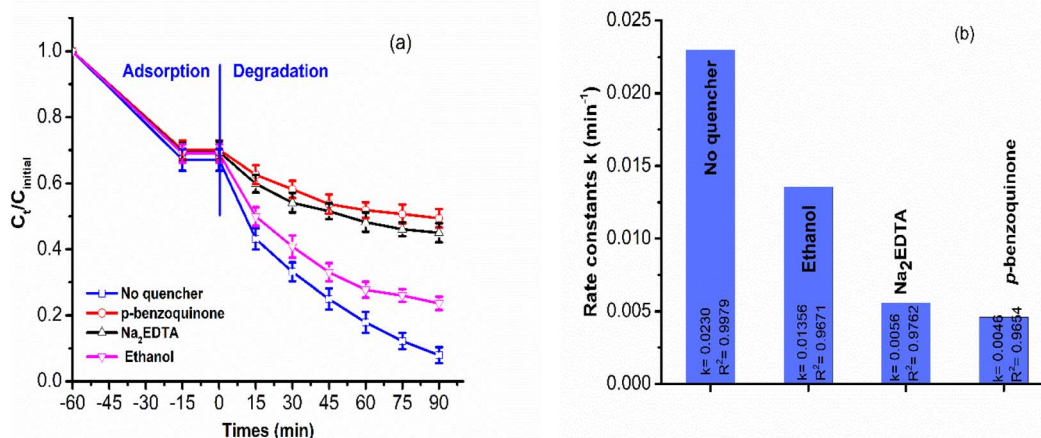 (a)
Adsorption
Degradation
C_t/C_initial
1.0
0.8
0.6
0.4
0.2
0.0
No quencher
p-benzoquinone
Na₂EDTA
Ethanol
-60 -45 -30 -15 0 15 30 45 60 75 90
Times (min)
(b)
Rate constants k (min⁻¹)
0.025
0.020
0.015
0.010
0.005
0.000
No quencher
k= 0.0230
R²= 0.9979
Ethanol
k= 0.01356
R²= 0.9671
Na₂EDTA
k= 0.0056
R²= 0.9762
p-benzoquinone
k= 0.0046
R²= 0.9654